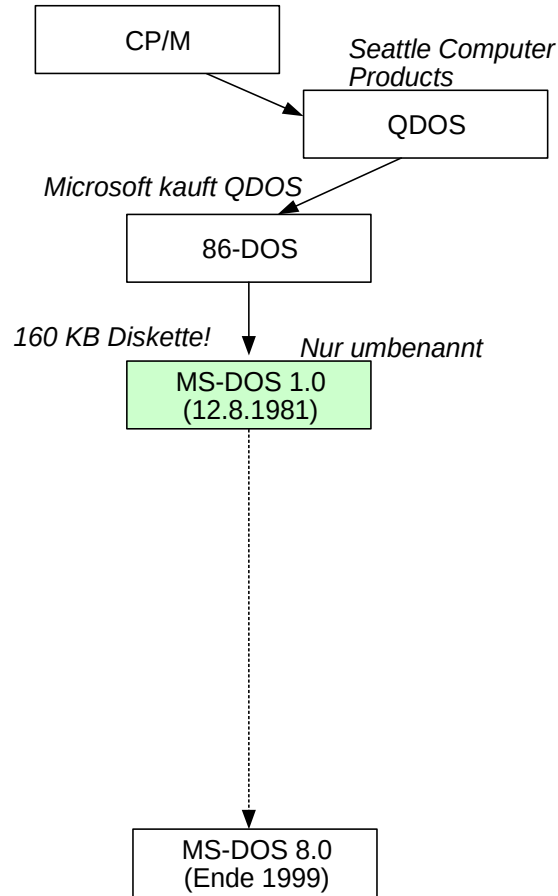 CP/M
Seattle Computer
Products
QDOS
Microsoft kauft QDOS
86-DOS
160 KB Diskette!
Nur umbenannt
MS-DOS 1.0
(12.8.1981)
MS-DOS 8.0
(Ende 1999)